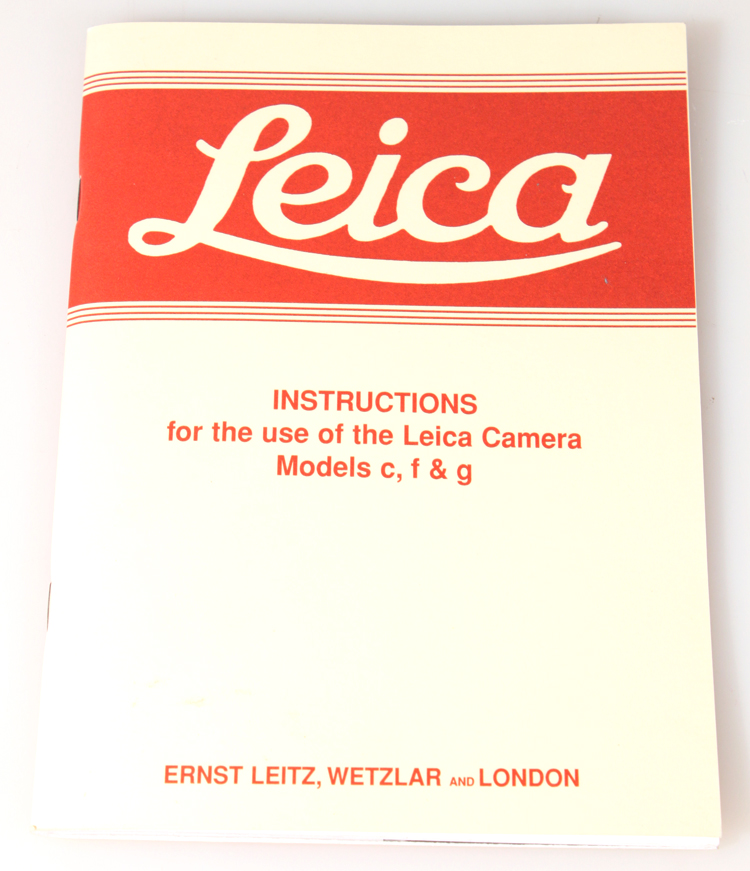 Leica
INSTRUCTIONS
for the use of the Leica Camera
Models c, f & g
ERNST LEITZ, WETZLAR AND LONDON